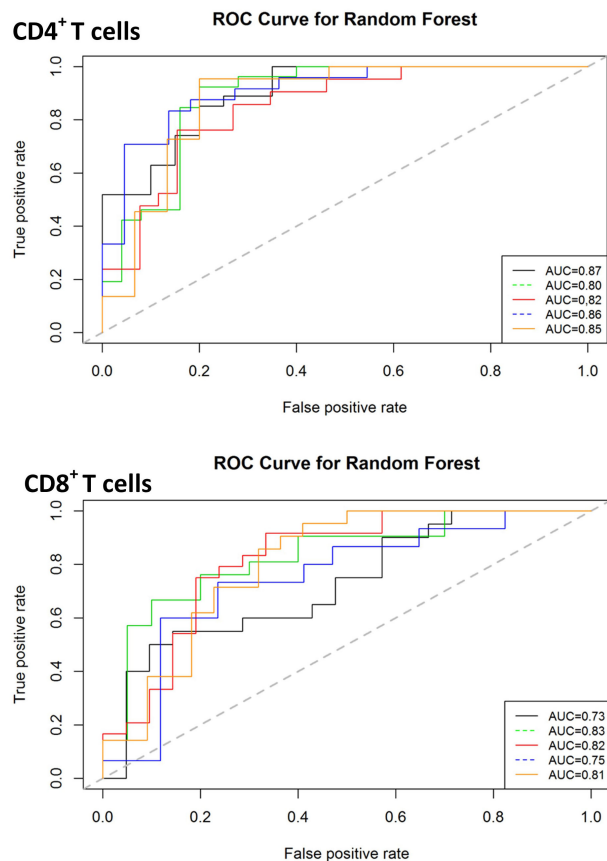 ROC Curve for Random Forest
CD4⁺ T cells
True positive rate
1.0
0.8
0.6
0.4
0.2
0.0
AUC=0.87
AUC=0.80
AUC=0,82
AUC=0.86
AUC=0.85
0.0 0.2 0.4 0.6 0.8 1.0
False positive rate
ROC Curve for Random Forest
CD8⁺ T cells
True positive rate
1.0
0.8
0.6
0.4
0.2
0.0
AUC=0.73
AUC=0.83
AUC=0.82
AUC=0.75
AUC=0.81
0.0 0.2 0.4 0.6 0.8 1.0
False positive rate